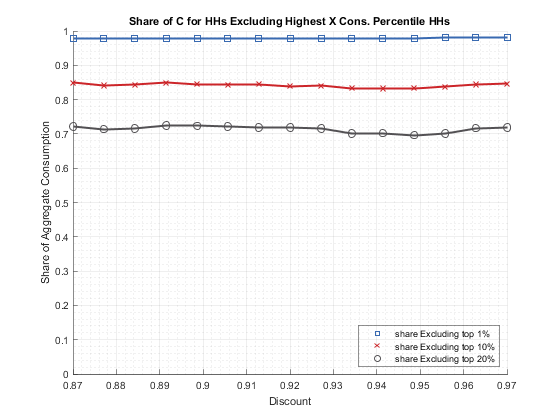 Share of C for HHs Excluding Highest X Cons. Percentile HHs
1
0.9
0.8
0.7
0.6
0.5
0.4
0.3
0.2
0.1
0
Share of Aggregate Consumption
share Excluding top 1%
share Excluding top 10%
share Excluding top 20%
0.87 0.88 0.89 0.9 0.91 0.92 0.93 0.94 0.95 0.96 0.97
Discount